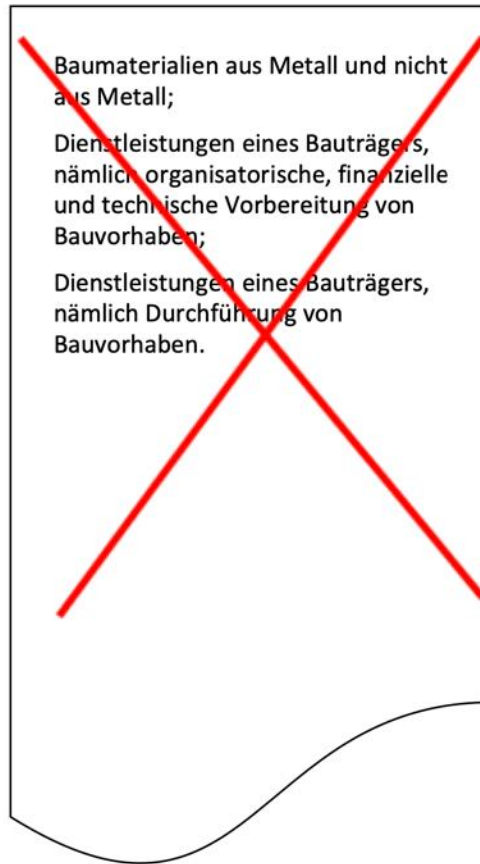 Baumaterialien aus Metall und nicht
aus Metall;
Dienstleistungen eines Bauträgers,
nämlich organisatorische, finanzielle
und technische Vorbereitung von
Bauvorhaben;
Dienstleistungen eines Bauträgers,
nämlich Durchführung von
Bauvorhaben.